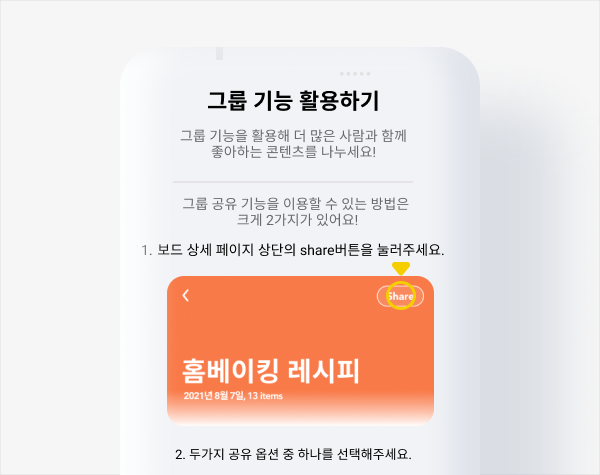 그룹 기능 활용하기
그룹 기능을 활용해 더 많은 사람과 함께
좋아하는 콘텐츠를 나누세요!
그룹 공유 기능을 이용할 수 있는 방법은
크게 2가지가 있어요!
1. 보드 상세 페이지 상단의 share버튼을 눌러주세요.
Share
홈베이킹 레시피
2021년 8월 7일, 13 items
2. 두가지 공유 옵션 중 하나를 선택해주세요.